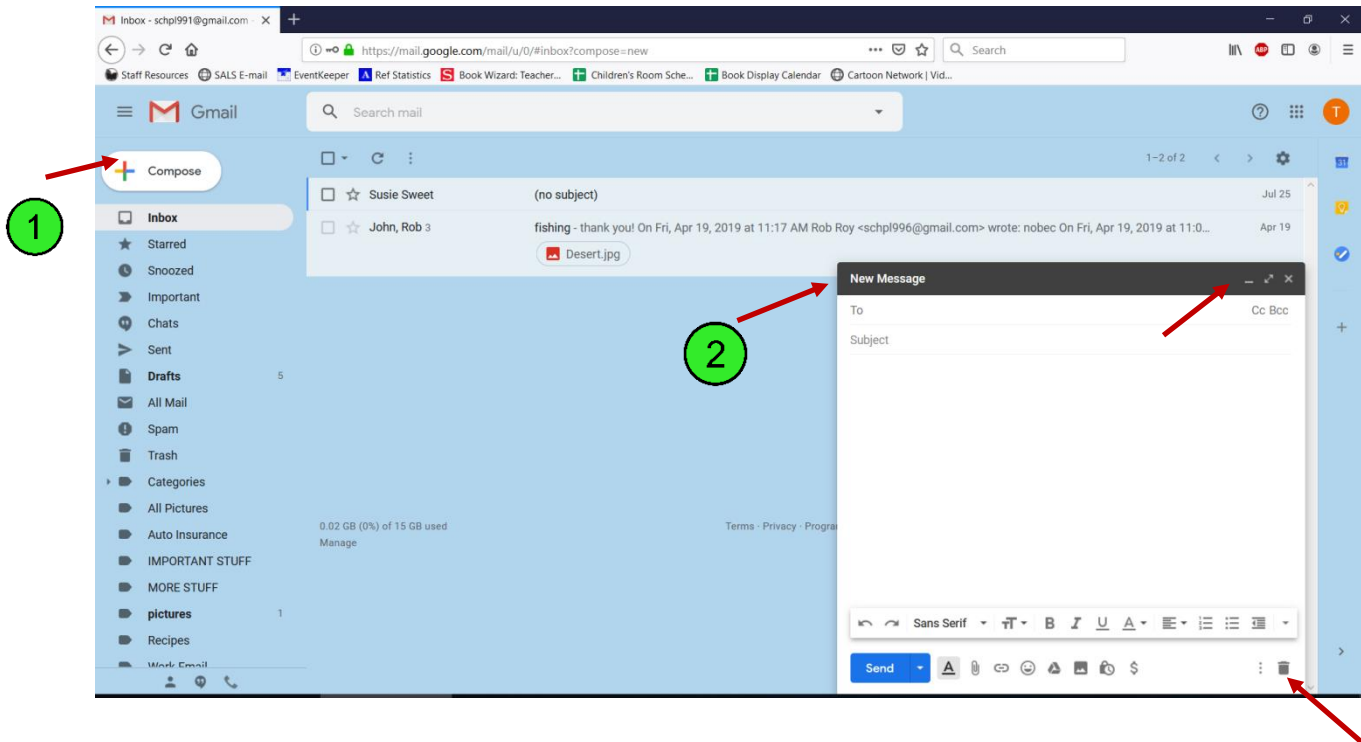 Inbox - schpl991@gmail.com -
https://mail.google.com/mail/u/0/#inbox?compose=new
Search
Staff Resources SALS E-mail EventKeeper Ref Statistics Book Wizard: Teacher... Children's Room Sche... Book Display Calendar Cartoon Network | Vid...
Gmail
Search mail
T
1
Compose
1–2 of 2
31
Susie Sweet (no subject) Jul 25
John, Rob 3 fishing - thank you! On Fri, Apr 19, 2019 at 11:17 AM Rob Roy <schpl996@gmail.com> wrote: nobec On Fri, Apr 19, 2019 at 11:0... Apr 19
Desert.jpg
Inbox
Starred
Snoozed
Important
Chats
Sent
Drafts 5
All Mail
Spam
Trash
Categories
All Pictures
Auto Insurance
IMPORTANT STUFF
MORE STUFF
pictures 1
Recipes
Work Email
0.02 GB (0%) of 15 GB used
Manage
Terms · Privacy · Progra
2
New Message
To Cc Bcc
Subject
Sans Serif
B I U A
Send
A $